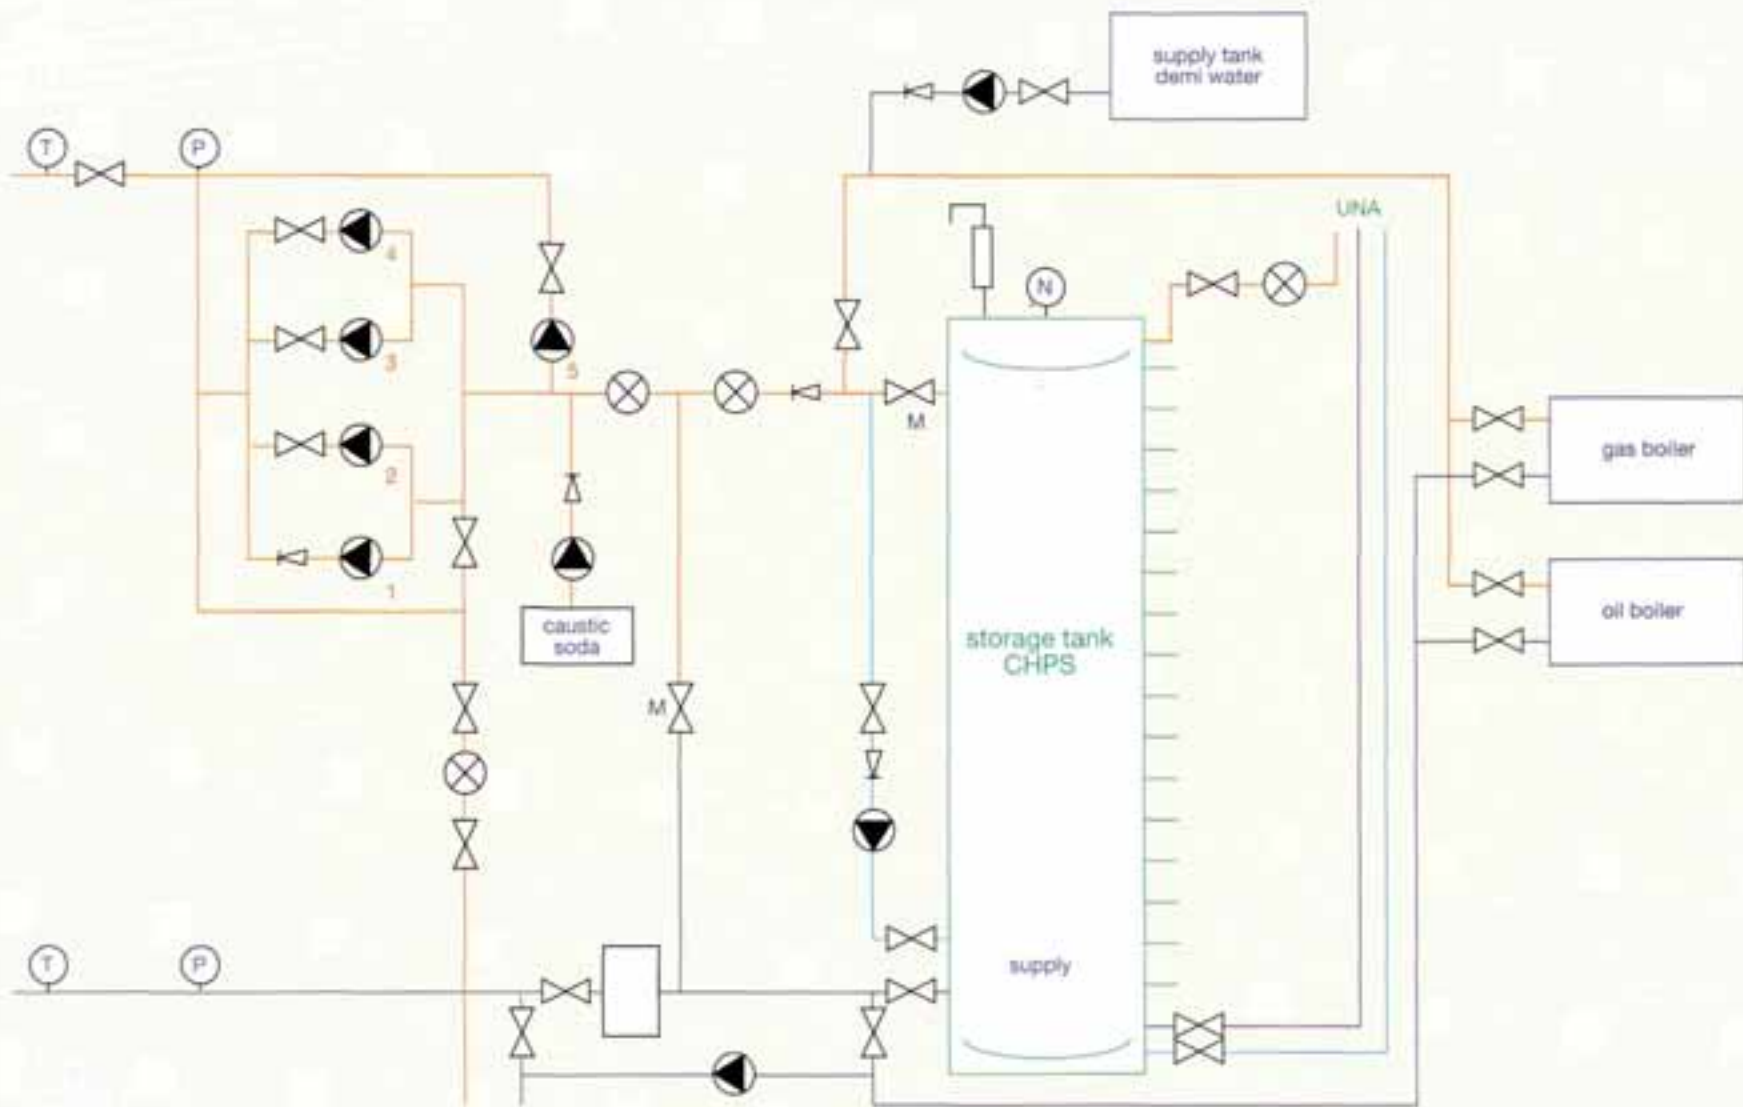 supply tank
demi water
T
P
UNA
4
N
3
5
M
gas boiler
2
1
caustic
soda
oil boiler
storage tank
CHPS
M
T
P
supply